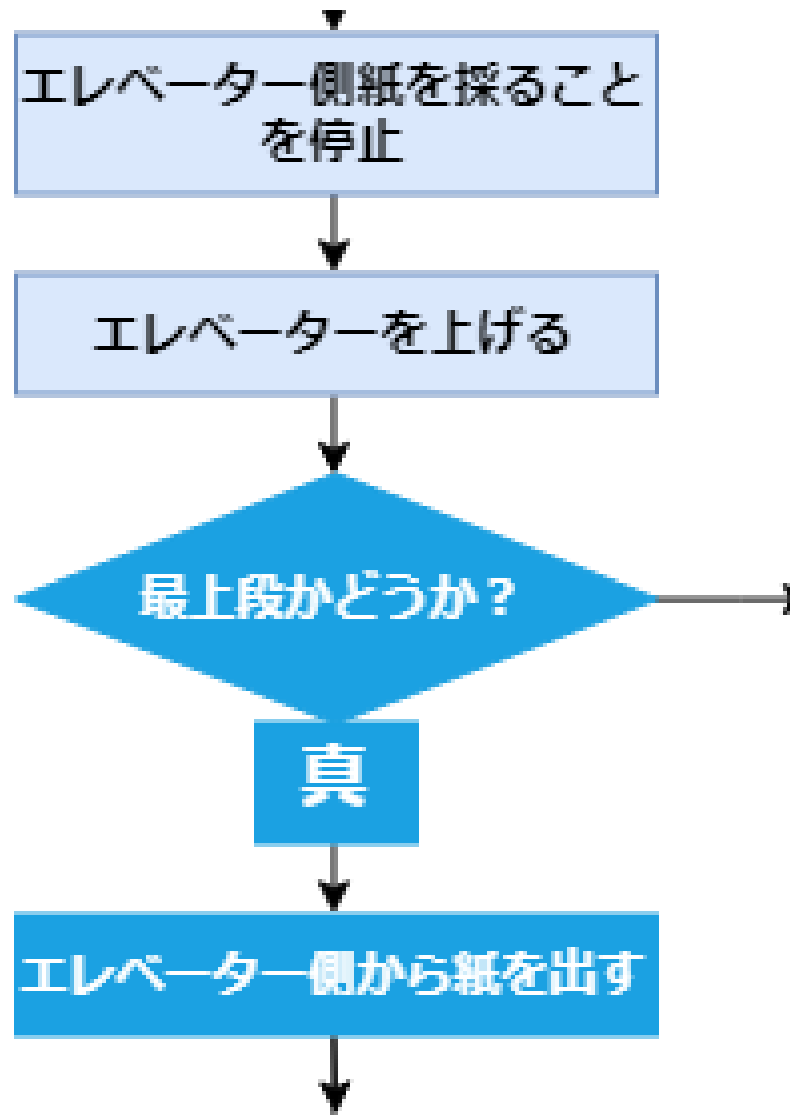 エレベーター側紙を採ること
を停止
エレベーターを上げる
最上段かどうか？
真
エレベーター側から紙を出す